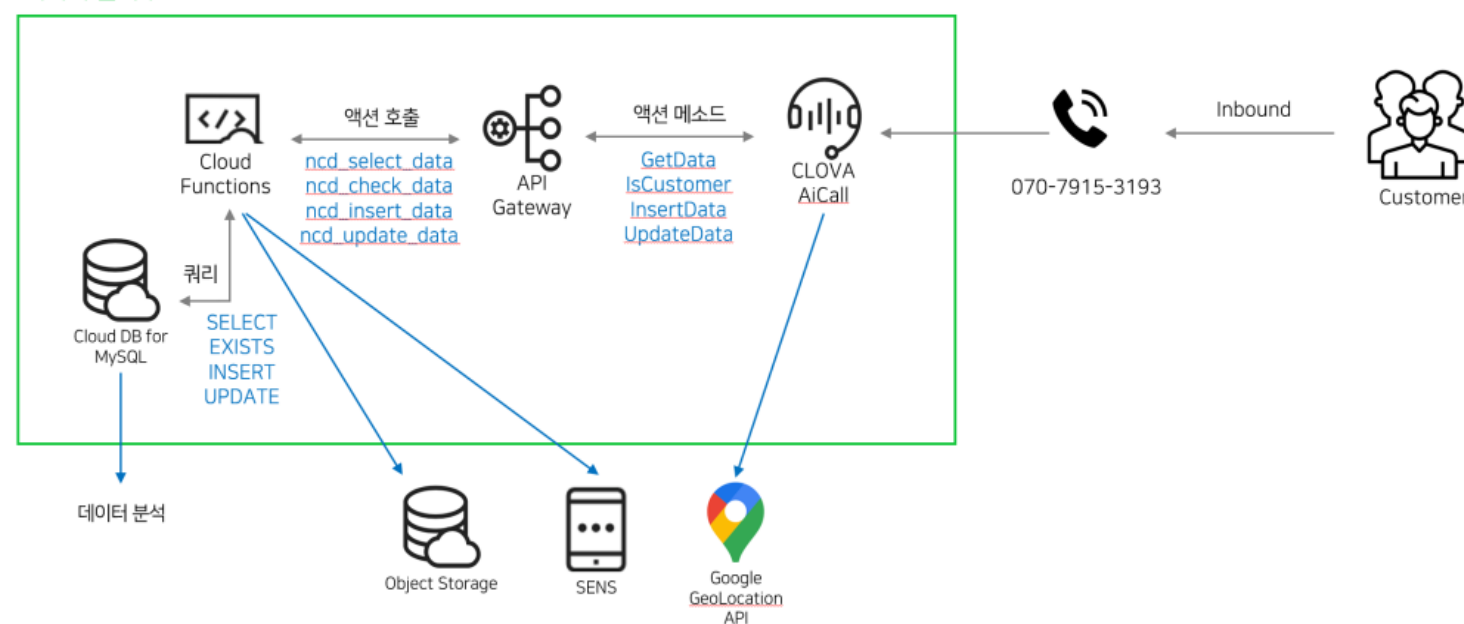 액션 호출
ncd_select_data
ncd_check_data
ncd_insert_data
ncd_update_data
액션 메소드
GetData
IsCustomer
InsertData
UpdateData
Cloud
Functions
API
Gateway
CLOVA
AiCall
070-7915-3193
Inbound
Customer
쿼리
SELECT
EXISTS
INSERT
UPDATE
Cloud DB for
MySQL
데이터 분석
Object Storage
SENS
Google
GeoLocation
API